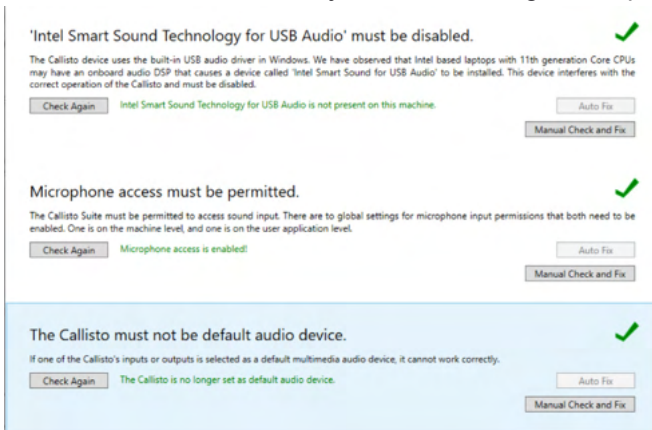 'Intel Smart Sound Technology for USB Audio' must be disabled.
The Callisto device uses the built-in USB audio driver in Windows. We have observed that Intel based laptops with 11th generation Core CPUs
may have an onboard audio DSP that causes a device called 'Intel Smart Sound for USB Audio' to be installed. This device interferes with the
correct operation of the Callisto and must be disabled.
Check Again
Intel Smart Sound Technology for USB Audio is not present on this machine.
Auto Fix
Manual Check and Fix
Microphone access must be permitted.
The Callisto Suite must be permitted to access sound input. There are to global settings for microphone input permissions that both need to be
enabled. One is on the machine level, and one is on the user application level.
Check Again
Microphone access is enabled!
Auto Fix
Manual Check and Fix
The Callisto must not be default audio device.
If one of the Callisto's inputs or outputs is selected as a default multimedia audio device, it cannot work correctly.
Check Again
The Callisto is no longer set as default audio device.
Auto Fix
Manual Check and Fix